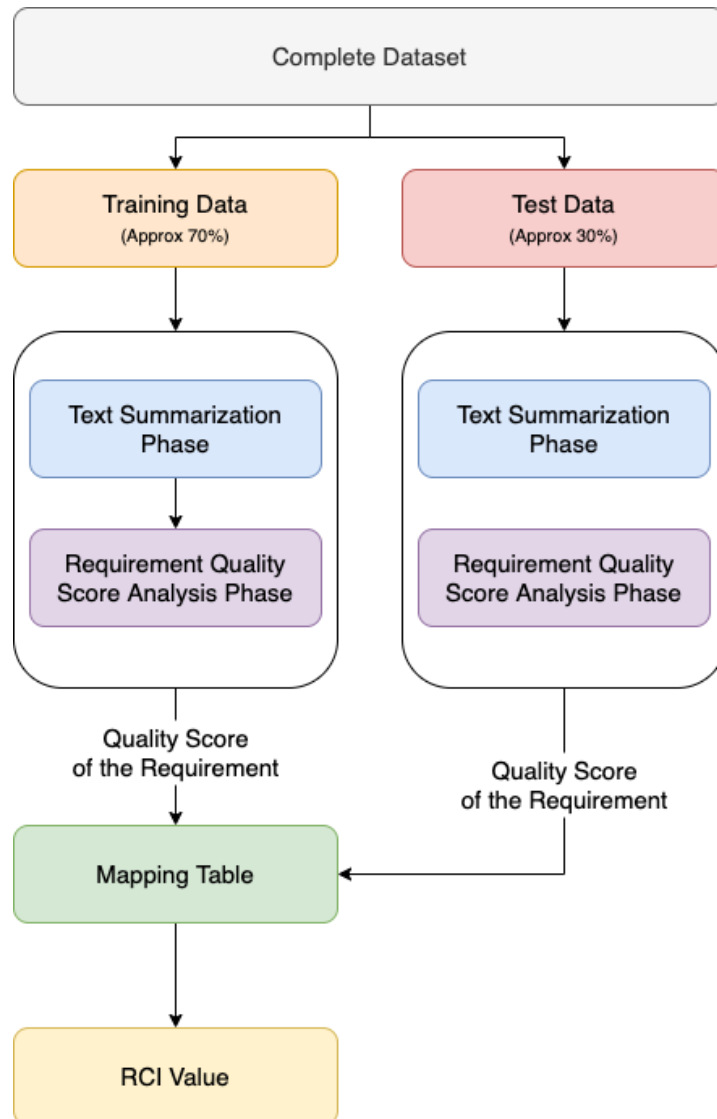 Complete Dataset
Training Data
(Approx 70%)
Test Data
(Approx 30%)
Text Summarization
Phase
Text Summarization
Phase
Requirement Quality
Score Analysis Phase
Requirement Quality
Score Analysis Phase
Quality Score
of the Requirement
Quality Score
of the Requirement
Mapping Table
RCI Value